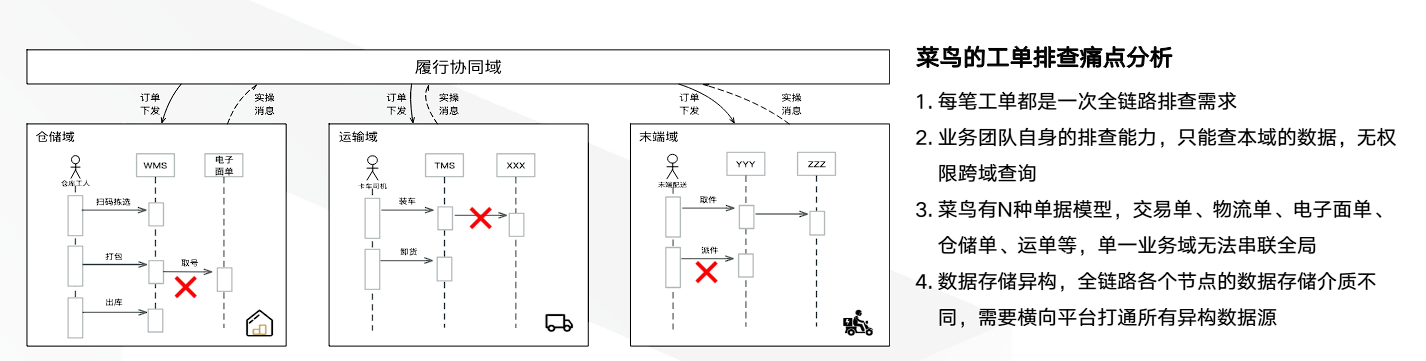 履行协同域
订单
下发
实操
消息
订单
下发
实操
消息
订单
下发
实操
消息
仓储域
仓库工人
WMS
电子
面单
扫码拣选
打包
取号
出库
运输域
卡车司机
TMS
XXX
装车
卸货
末端域
末端配送
YYY
ZZZ
取件
派件
菜鸟的工单排查痛点分析
1. 每笔工单都是一次全链路排查需求
2. 业务团队自身的排查能力，只能查本域的数据，无权
限跨域查询
3. 菜鸟有N种单据模型，交易单、物流单、电子面单、
仓储单、运单等，单一业务域无法串联全局
4. 数据存储异构，全链路各个节点的数据存储介质不
同，需要横向平台打通所有异构数据源